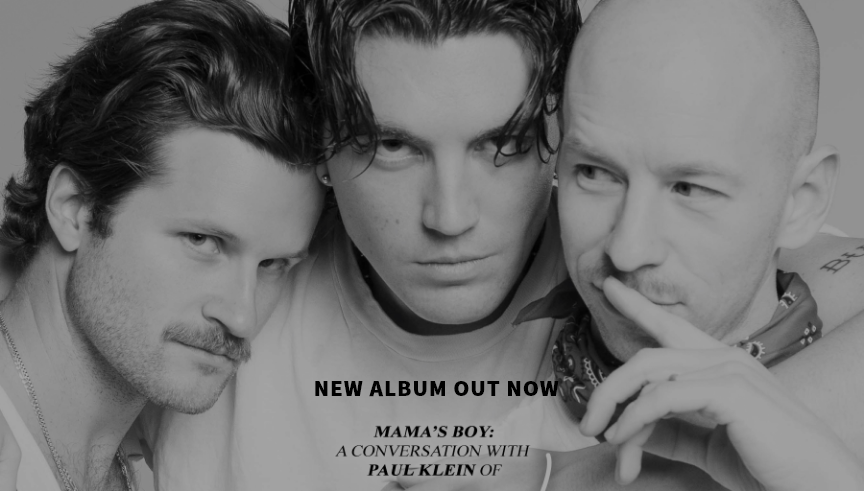 NEW ALBUM OUT NOW
MAMA'S BOY:
A CONVERSATION WITH
PAUL KLEIN OF